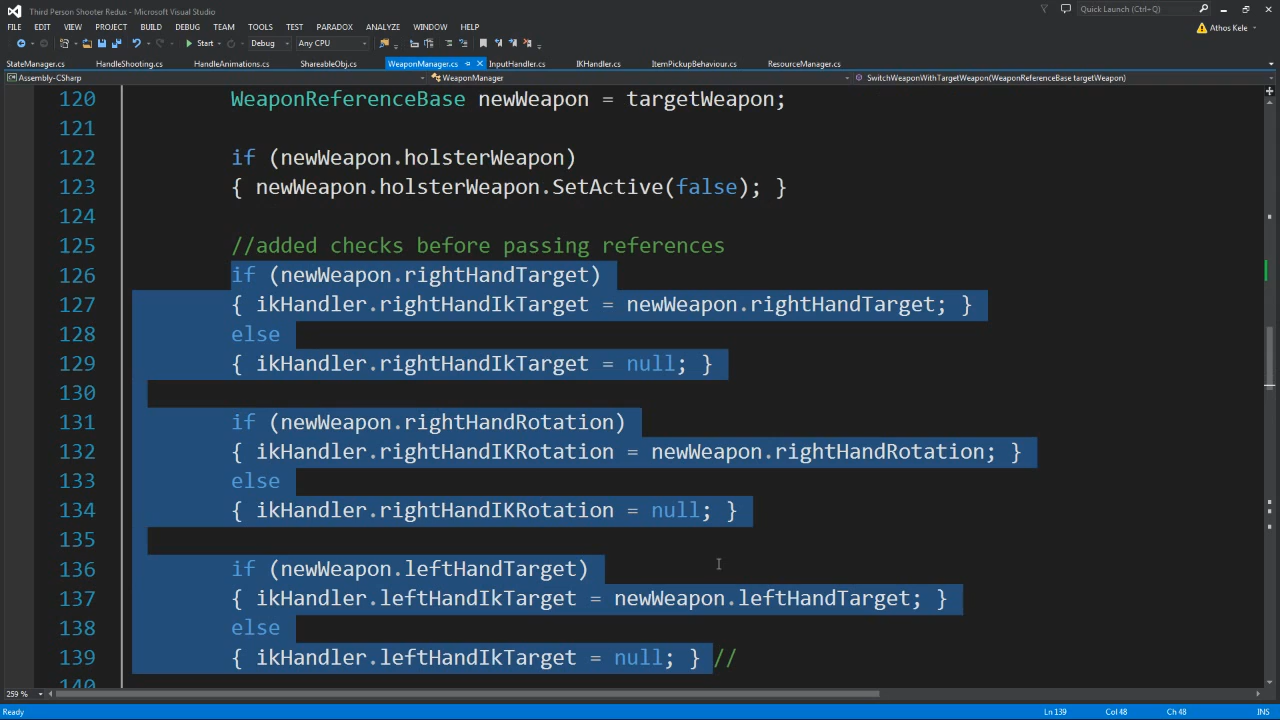 Third Person Shooter Redux - Microsoft Visual Studio
Quick Launch (Ctrl+Q)
FILE EDIT VIEW PROJECT BUILD DEBUG TEAM TOOLS TEST PARADOX ANALYZE WINDOW HELP
Athos Kele
Start Debug Any CPU
StateManager.cs HandleShooting.cs HandleAnimations.cs ShareableObj.cs WeaponManager.cs InputHandler.cs IKHandler.cs ItemPickupBehaviour.cs ResourceManager.cs
Assembly-CSharp WeaponManager SwitchWeaponWithTargetWeapon(WeaponReferenceBase targetWeapon)
120 WeaponReferenceBase newWeapon = targetWeapon;
121
122 if (newWeapon.holsterWeapon)
123 { newWeapon.holsterWeapon.SetActive(false); }
124
125 //added checks before passing references
126 if (newWeapon.rightHandTarget)
127 { ikHandler.rightHandIkTarget = newWeapon.rightHandTarget; }
128 else
129 { ikHandler.rightHandIkTarget = null; }
130
131 if (newWeapon.rightHandRotation)
132 { ikHandler.rightHandIKRotation = newWeapon.rightHandRotation; }
133 else
134 { ikHandler.rightHandIKRotation = null; }
135
136 if (newWeapon.leftHandTarget)
137 { ikHandler.leftHandIkTarget = newWeapon.leftHandTarget; }
138 else
139 { ikHandler.leftHandIkTarget = null; } //
140
259 %
Ready Ln 139 Col 48 Ch 48 INS